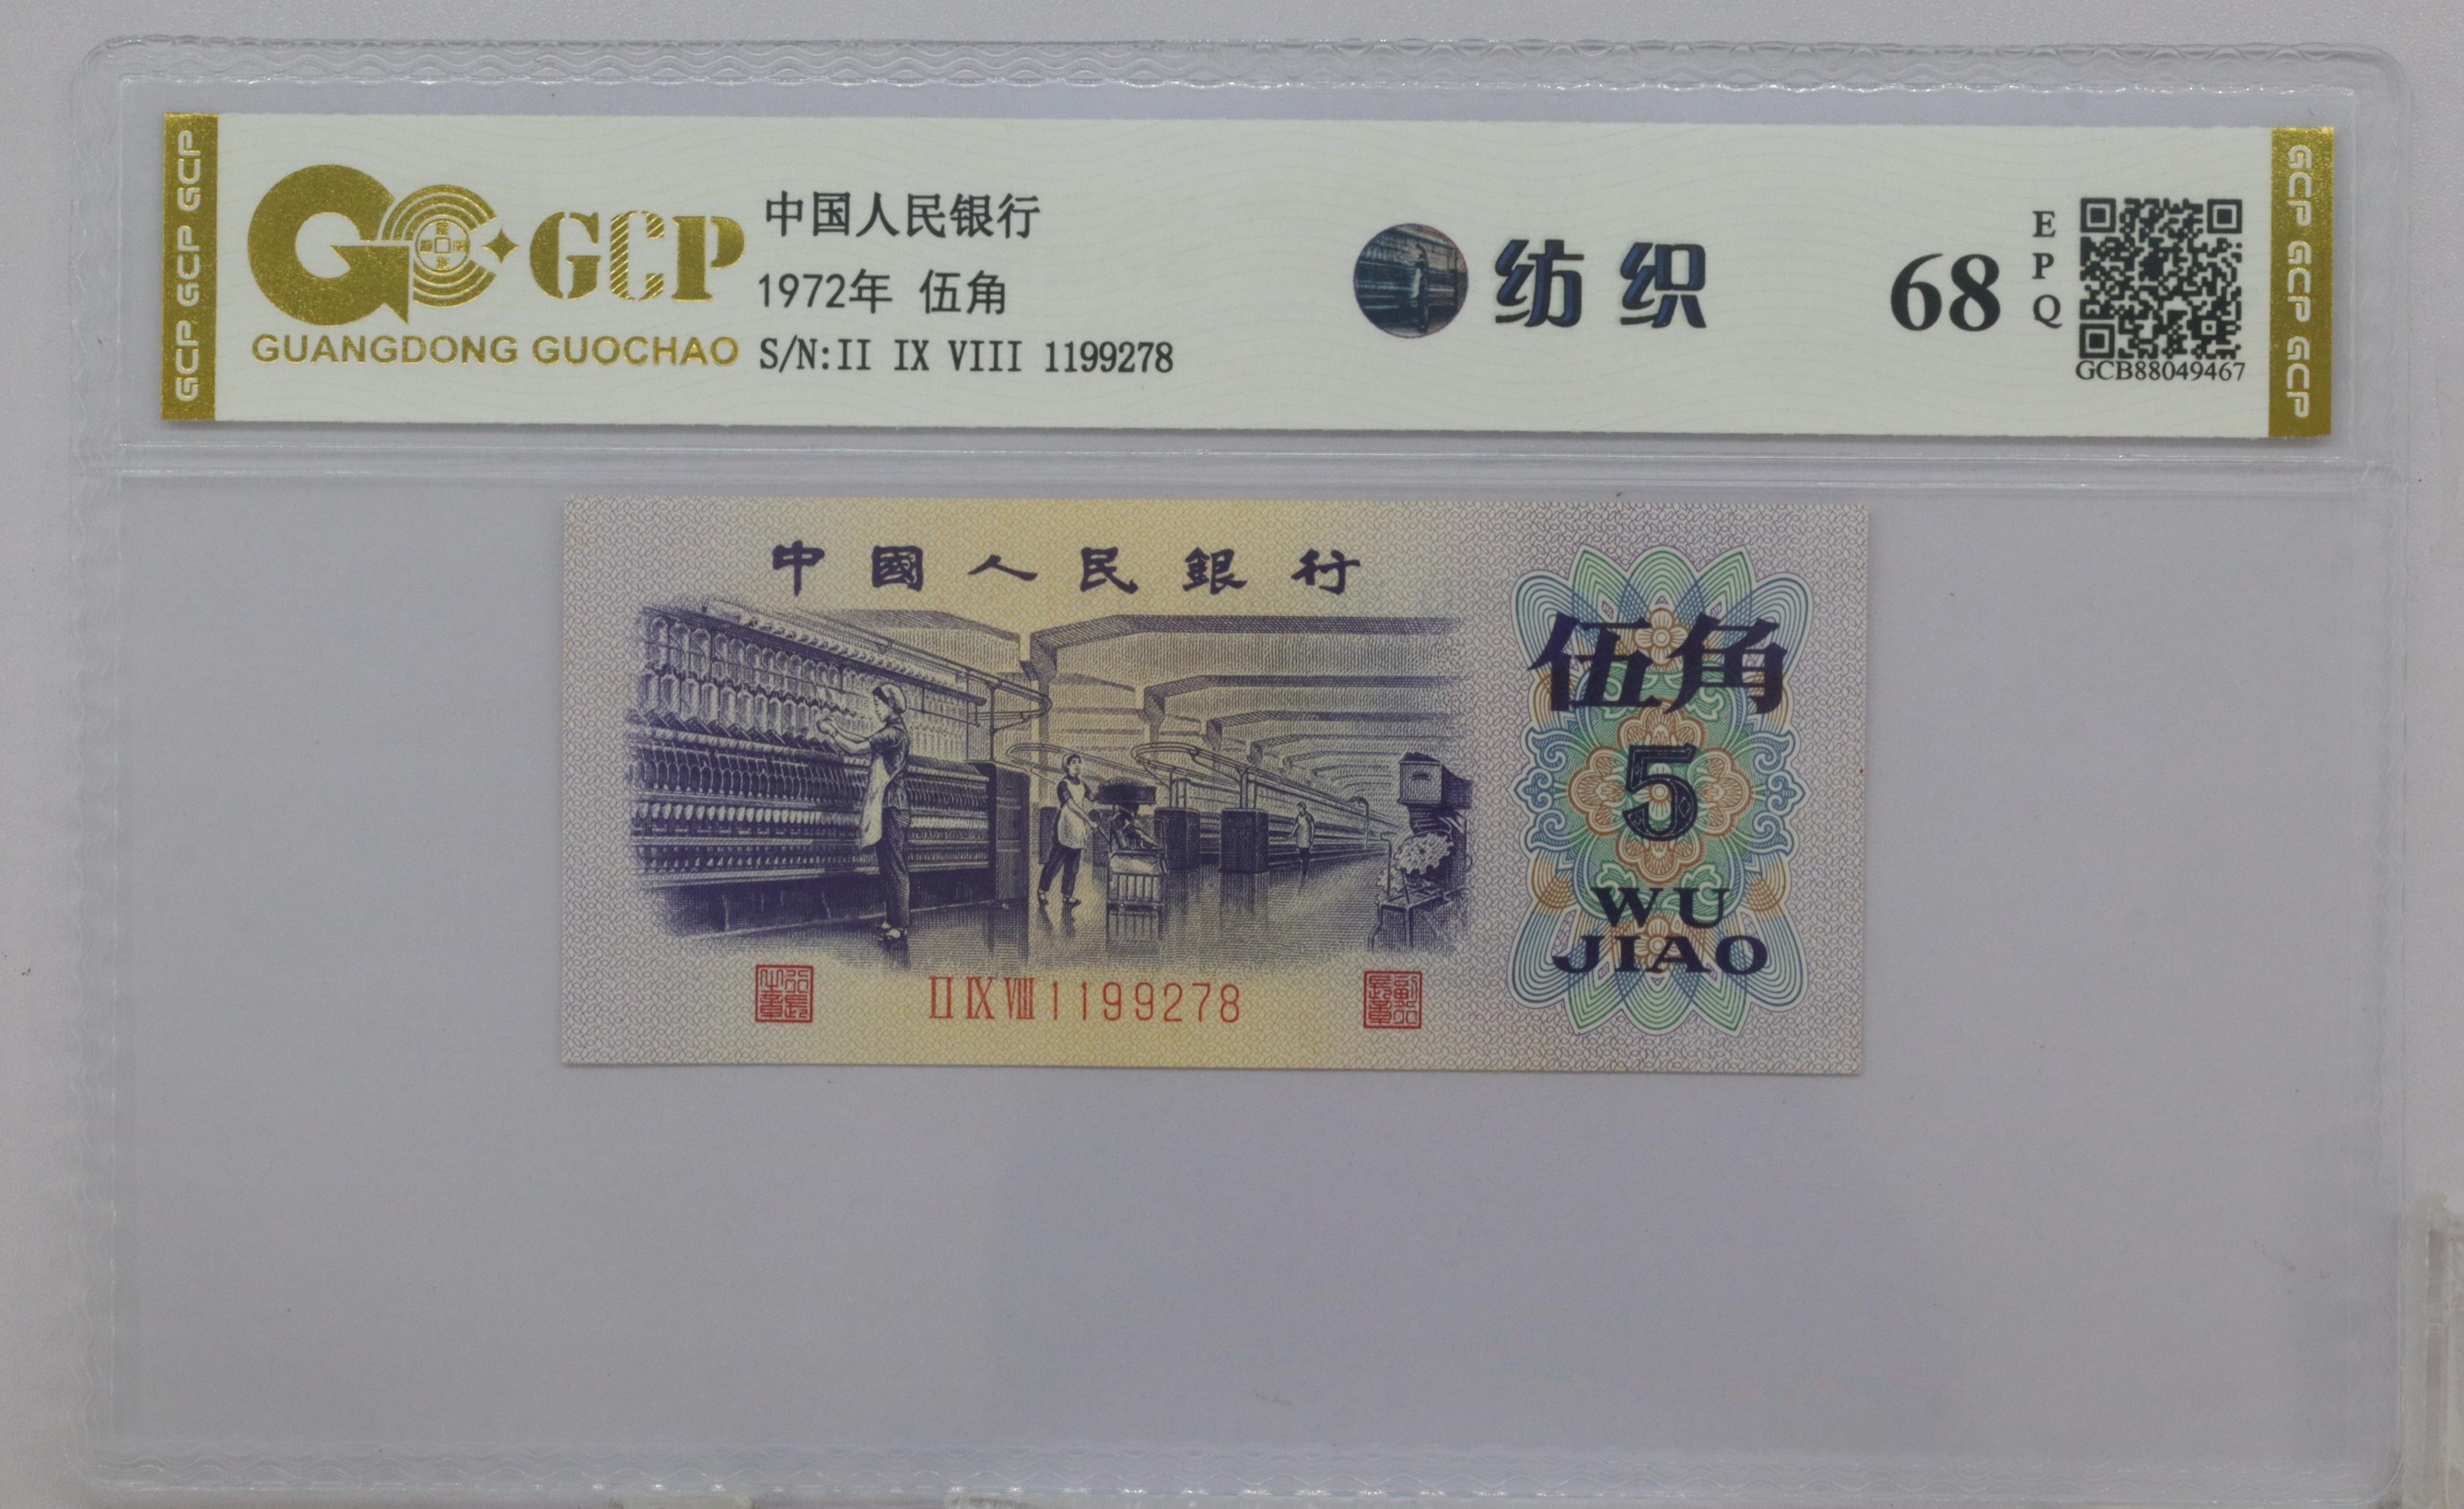 GCP GCP GCP
GCP
GUANGDONG GUOCHAO
中国人民银行
1972年 伍角
S/N:II IX VIII 1199278
纺织
68
EPQ
GCB88049467
GCP GCP GCP
中國人民銀行
伍角
5
WU
JIAO
II IX VIII 1199278